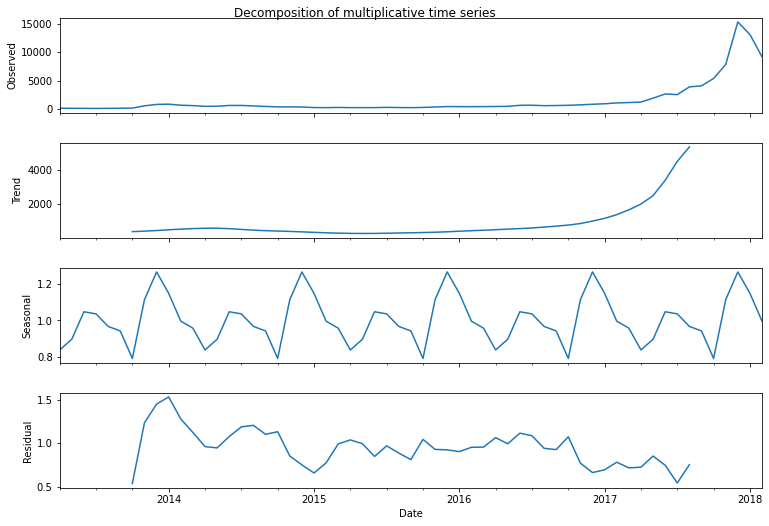 Decomposition of multiplicative time series
15000
10000
5000
0
Observed
4000
2000
Trend
1.2
1.0
0.8
Seasonal
1.5
1.0
0.5
Residual
2014 2015 2016 2017 2018
Date